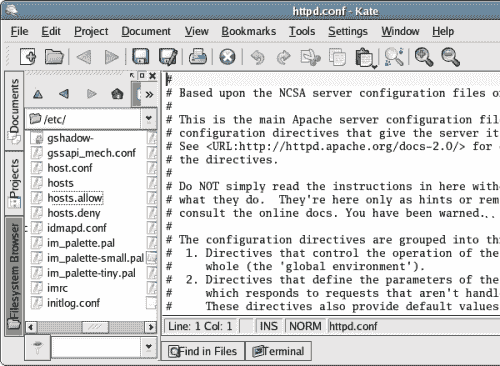 httpd.conf - Kate
File Edit Project Document View Bookmarks Tools Settings Window Help
Documents
Projects
Filesystem Browser
/etc/
gshadow-
gssapi_mech.conf
host.conf
hosts
hosts.allow
hosts.deny
idmapd.conf
im_palette.pal
im_palette-small.pal
im_palette-tiny.pal
imrc
initlog.conf
#
# Based upon the NCSA server configuration files o
#
# This is the main Apache server configuration fil
# configuration directives that give the server it
# See <URL:http://httpd.apache.org/docs-2.0/> for
# the directives.
#
# Do NOT simply read the instructions in here with
# what they do.  They're here only as hints or rem
# consult the online docs. You have been warned..
#
# The configuration directives are grouped into th
#  1. Directives that control the operation of the
#     whole (the 'global environment').
#  2. Directives that define the parameters of the
#     which responds to requests that aren't handl
#     These directives also provide default values
Line: 1 Col: 1 INS NORM httpd.conf
Find in Files Terminal